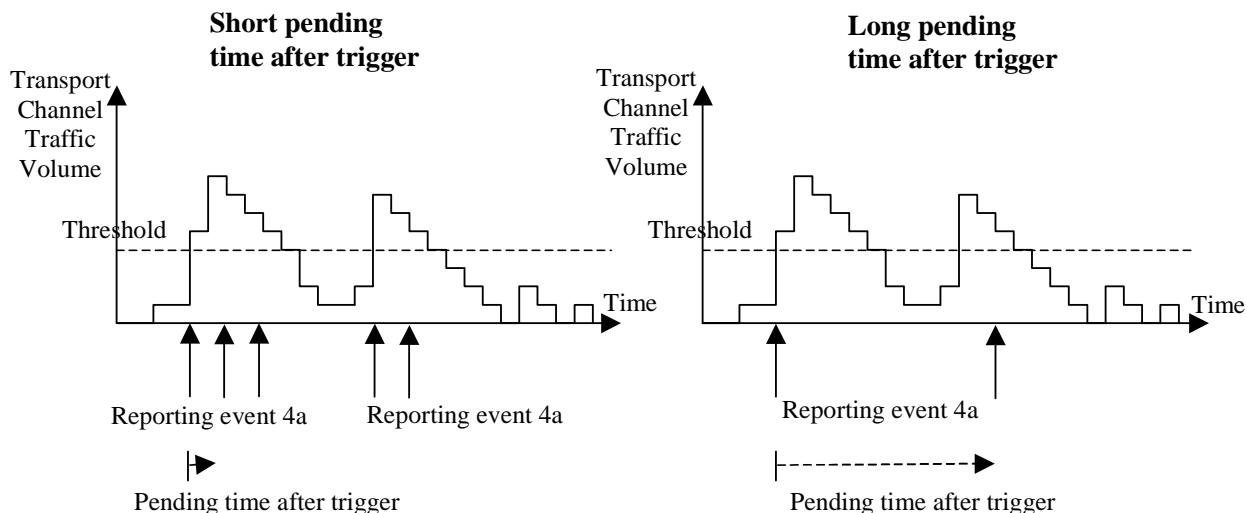 Short pending
time after trigger
Transport
Channel
Traffic
Volume
Threshold
Time
Reporting event 4a
Reporting event 4a
Pending time after trigger
Long pending
time after trigger
Transport
Channel
Traffic
Volume
Threshold
Time
Reporting event 4a
Pending time after trigger